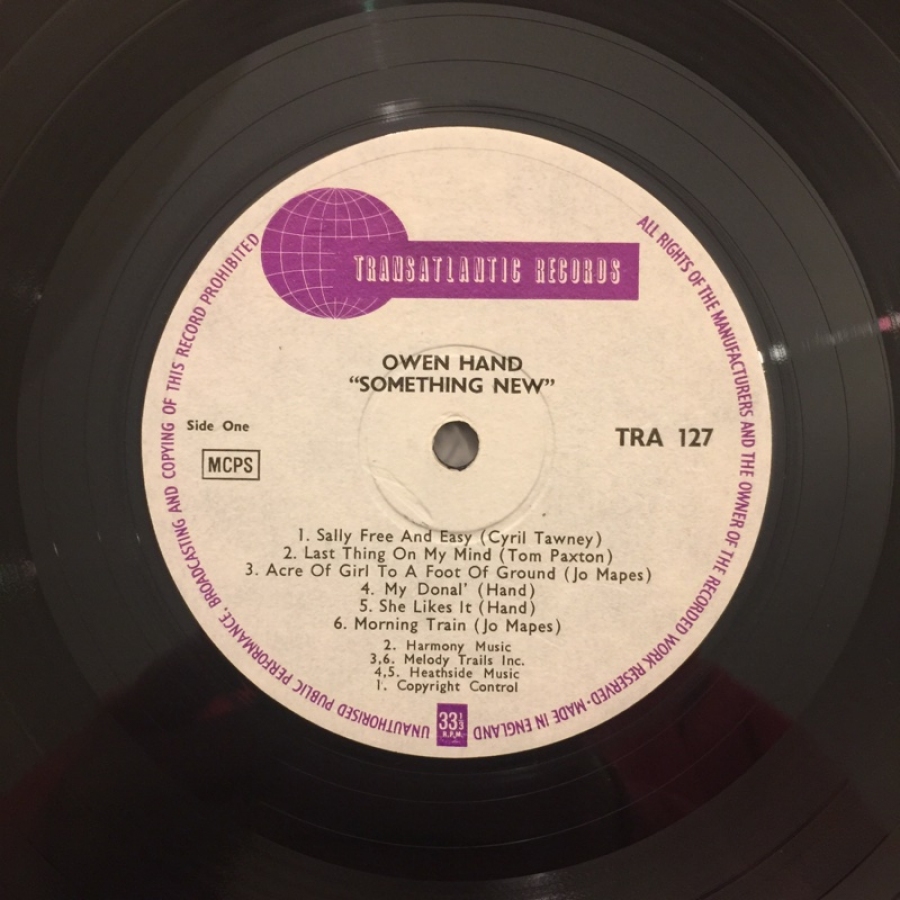 TRANSATLANTIC RECORDS
OWEN HAND
“SOMETHING NEW”
Side One
MCPS
TRA 127
1. Sally Free And Easy (Cyril Tawney)
2. Last Thing On My Mind (Tom Paxton)
3. Acre Of Girl To A Foot Of Ground (Jo Mapes)
4. My Donal’ (Hand)
5. She Likes It (Hand)
6. Morning Train (Jo Mapes)
2. Harmony Music
3,6. Melody Trails Inc.
4,5. Heathside Music
1. Copyright Control
33⅓
R.P.M.
ALL RIGHTS OF THE MANUFACTURERS AND THE OWNER OF THE RECORDED WORK RESERVED-MADE IN ENGLAND
UNAUTHORISED PUBLIC PERFORMANCE, BROADCASTING AND COPYING OF THIS RECORD PROHIBITED